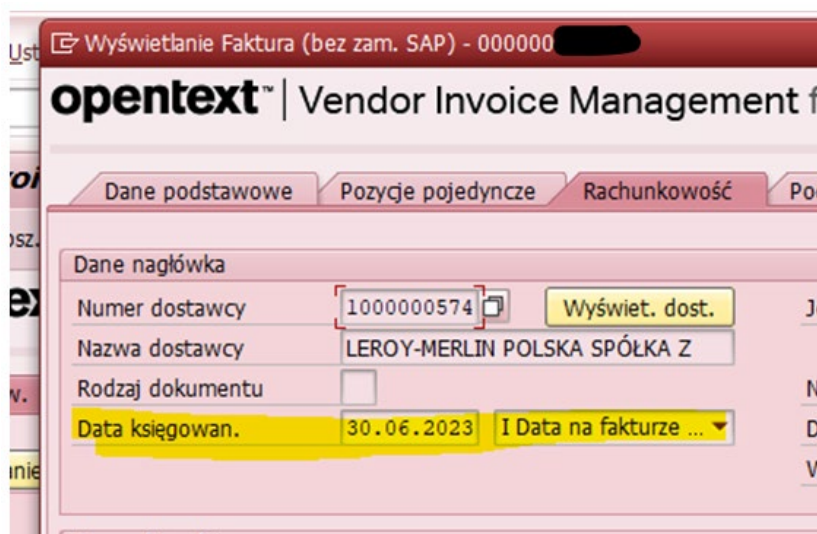 Ust
Wyświetlanie Faktura (bez zam. SAP) - 000000
opentext™ | Vendor Invoice Management f
Dane podstawowe Pozycje pojedyncze Rachunkowość Po
Dane nagłówka
Numer dostawcy 1000000574 Wyświet. dost.
Nazwa dostawcy LEROY-MERLIN POLSKA SPÓŁKA Z
Rodzaj dokumentu
Data księgowan. 30.06.2023 I Data na fakturze ...